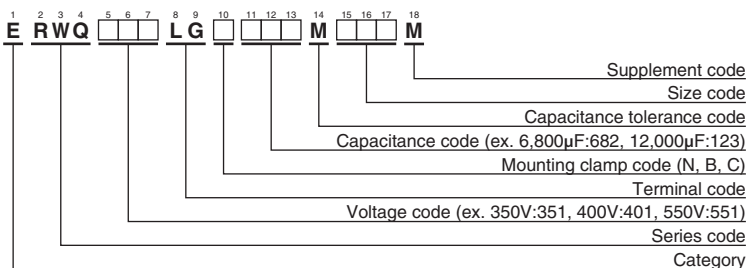 1 2 3 4 5 6 7 8 9 10 11 12 13 14 15 16 17 18
E RWQ □□□ LG □ □□□ M □□□ M
Supplement code
Size code
Capacitance tolerance code
Capacitance code (ex. 6,800μF:682, 12,000μF:123)
Mounting clamp code (N, B, C)
Terminal code
Voltage code (ex. 350V:351, 400V:401, 550V:551)
Series code
Category